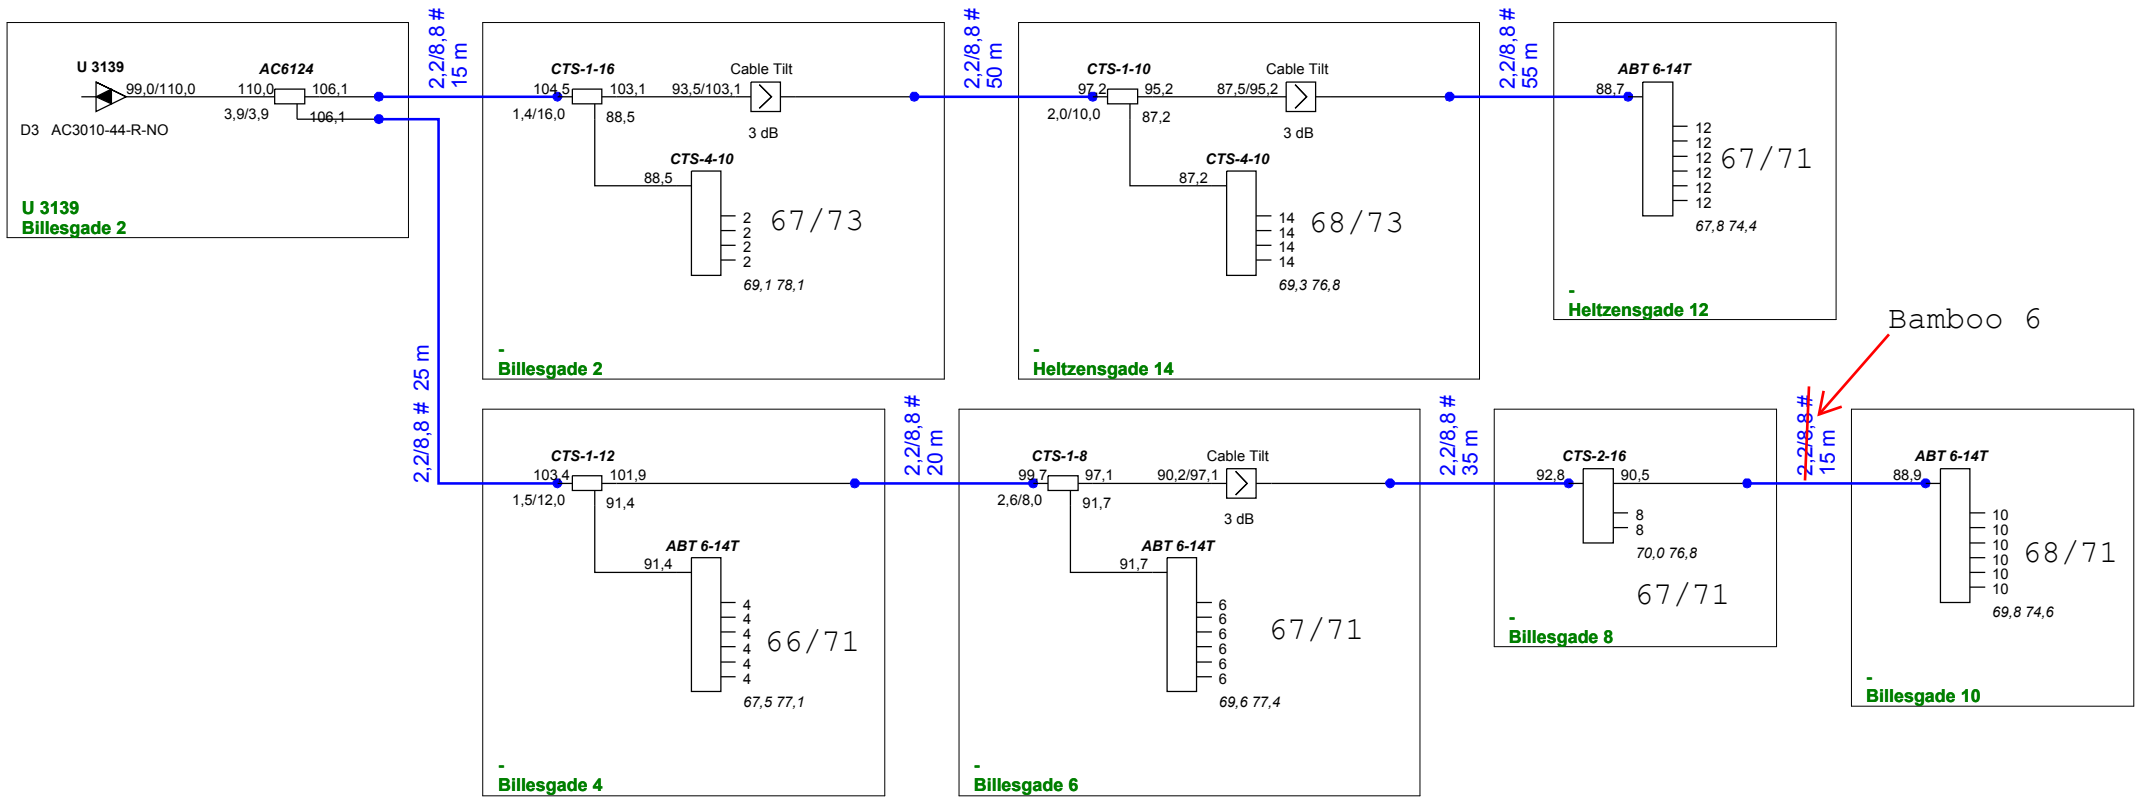 U 3139
99,0/110,0
D3 AC3010-44-R-NO
AC6124
110,0
106,1
3,9/3,9
106,1
U 3139
Billesgade 2
2,2/8,8 #
15 m
CTS-1-16
104,5
103,1
1,4/16,0
88,5
93,5/103,1
Cable Tilt
3 dB
CTS-4-10
88,5
2
2
2
2
67/73
69,1 78,1
-
Billesgade 2
2,2/8,8 #
50 m
CTS-1-10
97,2
95,2
2,0/10,0
87,2
87,5/95,2
Cable Tilt
3 dB
CTS-4-10
87,2
14
14
14
14
68/73
69,3 76,8
-
Heltzensgade 14
2,2/8,8 #
55 m
ABT 6-14T
88,7
12
12
12
12
12
12
67/71
67,8 74,4
-
Heltzensgade 12
Bamboo 6
2,2/8,8 # 25 m
CTS-1-12
103,4
101,9
1,5/12,0
91,4
ABT 6-14T
91,4
4
4
4
4
4
4
66/71
67,5 77,1
-
Billesgade 4
2,2/8,8 #
20 m
CTS-1-8
99,7
97,1
2,6/8,0
91,7
90,2/97,1
Cable Tilt
3 dB
ABT 6-14T
91,7
6
6
6
6
6
6
67/71
69,6 77,4
-
Billesgade 6
2,2/8,8 #
35 m
CTS-2-16
92,8
90,5
8
8
70,0 76,8
67/71
-
Billesgade 8
2,2/8,8 #
15 m
ABT 6-14T
88,9
10
10
10
10
10
10
68/71
69,8 74,6
-
Billesgade 10